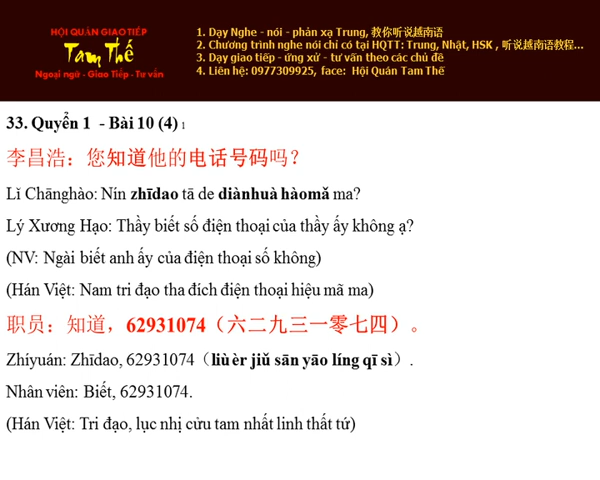 HỘI QUÁN GIAO TIẾP
Tam Thế
Ngoại ngữ - Giao Tiếp - Tư vấn
1. Dạy Nghe - nói - phản xạ Trung, 教你听说越南语
2. Chương trình nghe nói chỉ có tại HQTT: Trung, Nhật, HSK , 听说越南语教程...
3. Dạy giao tiếp - ứng xử - tư vấn theo các chủ đề
4. Liên hệ: 0977309925, face: Hội Quán Tam Thế
33. Quyển 1 - Bài 10 (4) 1
李昌浩：您知道他的电话号码吗？
Lǐ Chānghào: Nín zhīdao tā de diànhuà hàomǎ ma?
Lý Xương Hạo: Thầy biết số điện thoại của thầy ấy không ạ?
(NV: Ngài biết anh ấy của điện thoại số không)
(Hán Việt: Nam tri đạo tha đích điện thoại hiệu mã ma)
职员：知道，62931074（六二九三一零七四）。
Zhíyuán: Zhīdao, 62931074（liù èr jiǔ sān yāo líng qī sì）.
Nhân viên: Biết, 62931074.
(Hán Việt: Tri đạo, lục nhị cửu tam nhất linh thất tứ)